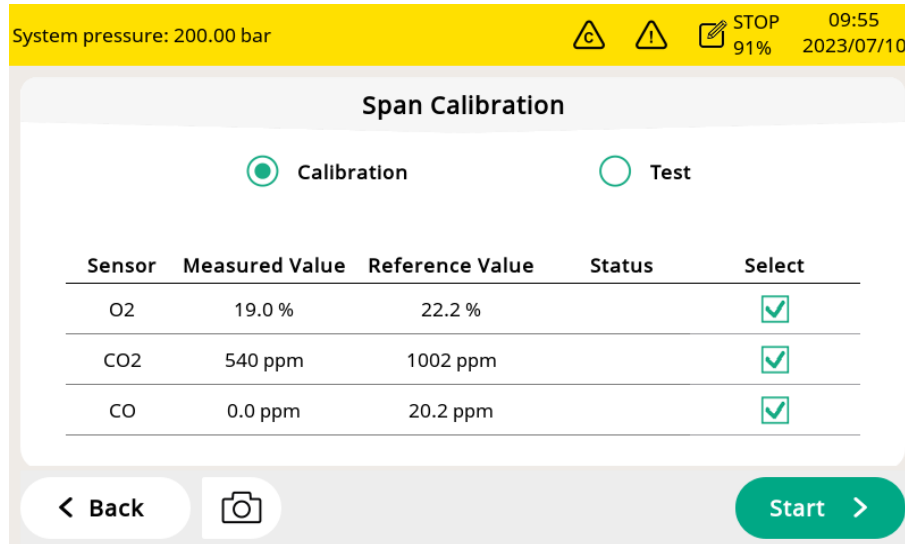 System pressure: 200.00 bar
C
!
STOP 09:55
91% 2023/07/10
Span Calibration
Calibration Test
Sensor Measured Value Reference Value Status Select
O2 19.0 % 22.2 %
CO2 540 ppm 1002 ppm
CO 0.0 ppm 20.2 ppm
Back Start